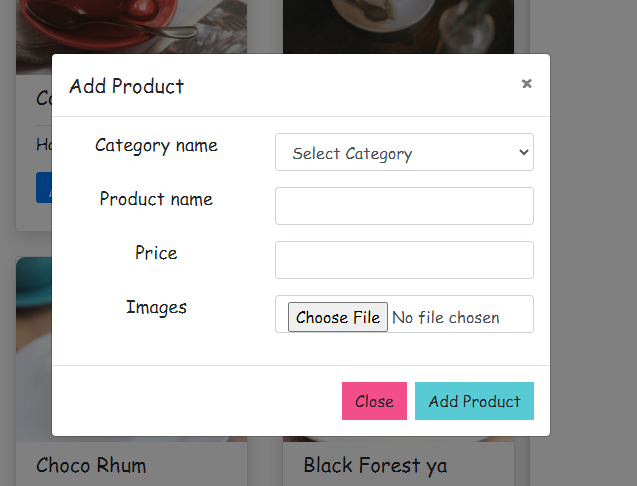 Add Product
×
Category name
Select Category
Product name
Price
Images
Choose File No file chosen
Close
Add Product
Choco Rhum
Black Forest ya